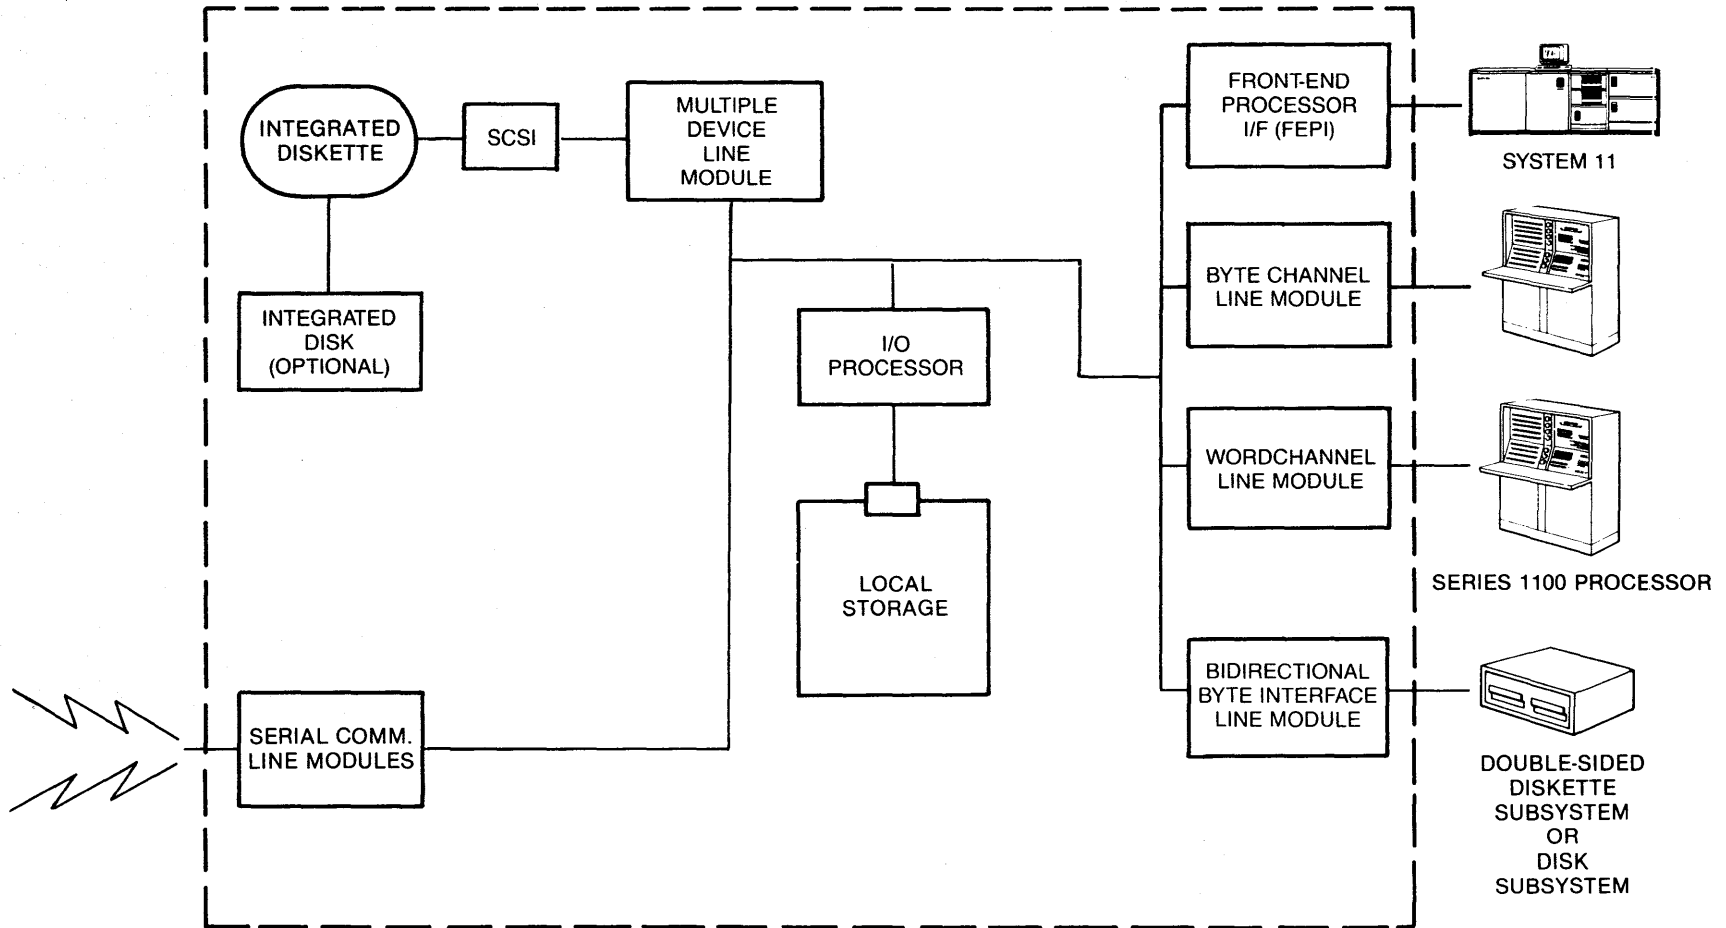 INTEGRATED
DISKETTE
SCSI
MULTIPLE
DEVICE
LINE
MODULE
FRONT-END
PROCESSOR
I/F (FEPI)
SYSTEM 11
INTEGRATED
DISK
(OPTIONAL)
I/O
PROCESSOR
BYTE CHANNEL
LINE MODULE
WORDCHANNEL
LINE MODULE
SERIES 1100 PROCESSOR
LOCAL
STORAGE
SERIAL COMM.
LINE MODULES
BIDIRECTIONAL
BYTE INTERFACE
LINE MODULE
DOUBLE-SIDED
DISKETTE
SUBSYSTEM
OR
DISK
SUBSYSTEM